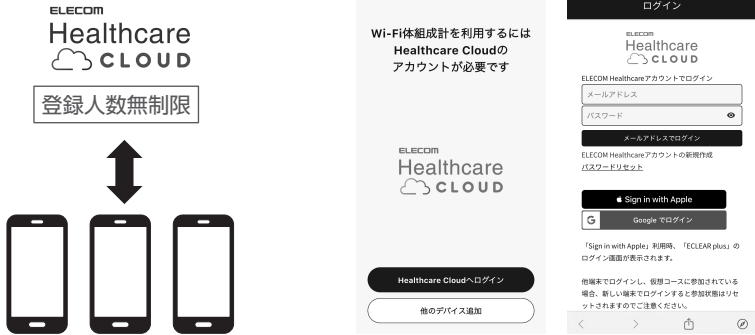 ELECOM
Healthcare
CLOUD
登録人数無制限
Wi-Fi体組成計を利用するには
Healthcare Cloudの
アカウントが必要です
ELECOM
Healthcare
CLOUD
Healthcare Cloudへログイン
他のデバイス追加
ログイン
ELECOM
Healthcare
CLOUD
ELECOM Healthcareアカウントでログイン
メールアドレス
パスワード
メールアドレスでログイン
ELECOM Healthcareアカウントの新規作成
パスワードリセット
Sign in with Apple
G Google でログイン
「Sign in with Apple」利用時、「ECLEAR plus」の
ログイン画面が表示されます。
他端末でログインし、仮想コースに参加されている
場合、新しい端末でログインすると参加状態はリセ
ットされますのでご注意ください。